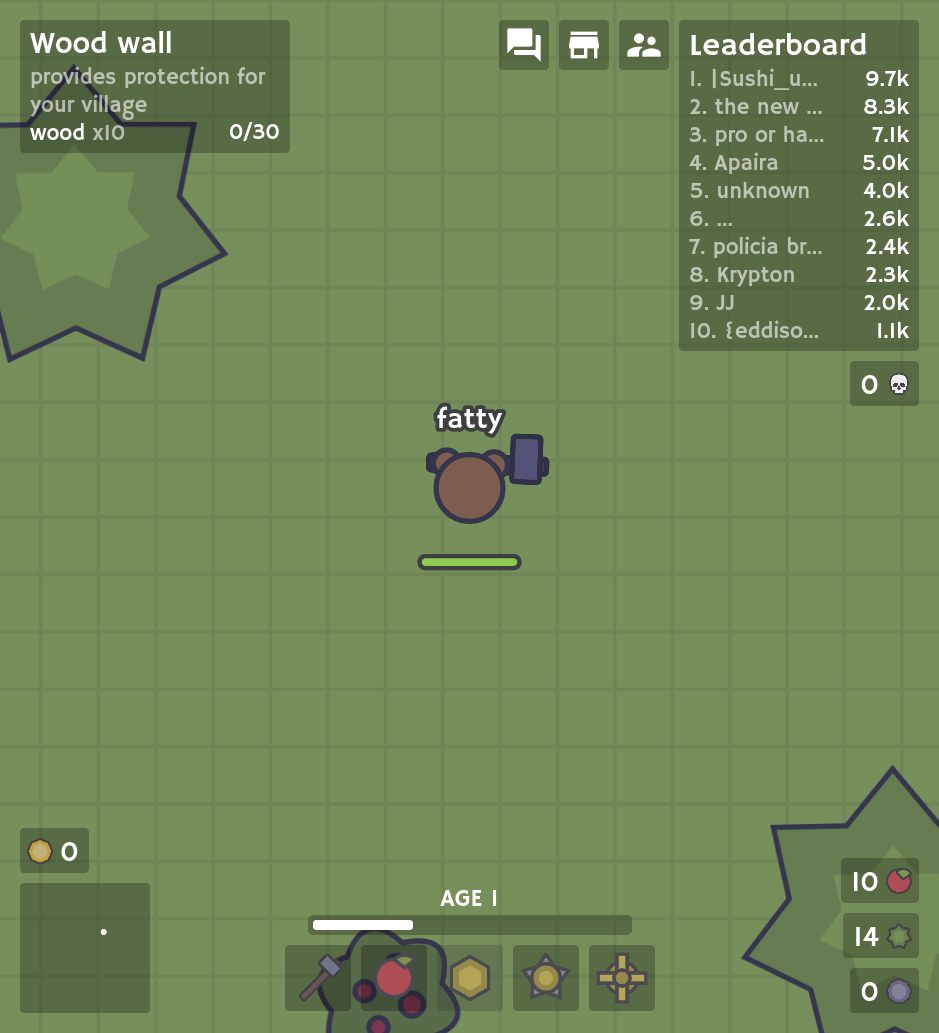 Wood wall
provides protection for
your village
wood x10 0/30
Leaderboard
1. |Sushi_u... 9.7k
2. the new ... 8.3k
3. pro or ha... 7.1k
4. Apaira 5.0k
5. unknown 4.0k
6. ... 2.6k
7. policia br... 2.4k
8. Krypton 2.3k
9. JJ 2.0k
10. {eddiso... 1.1k
0
fatty
0
AGE 1
10
14
0